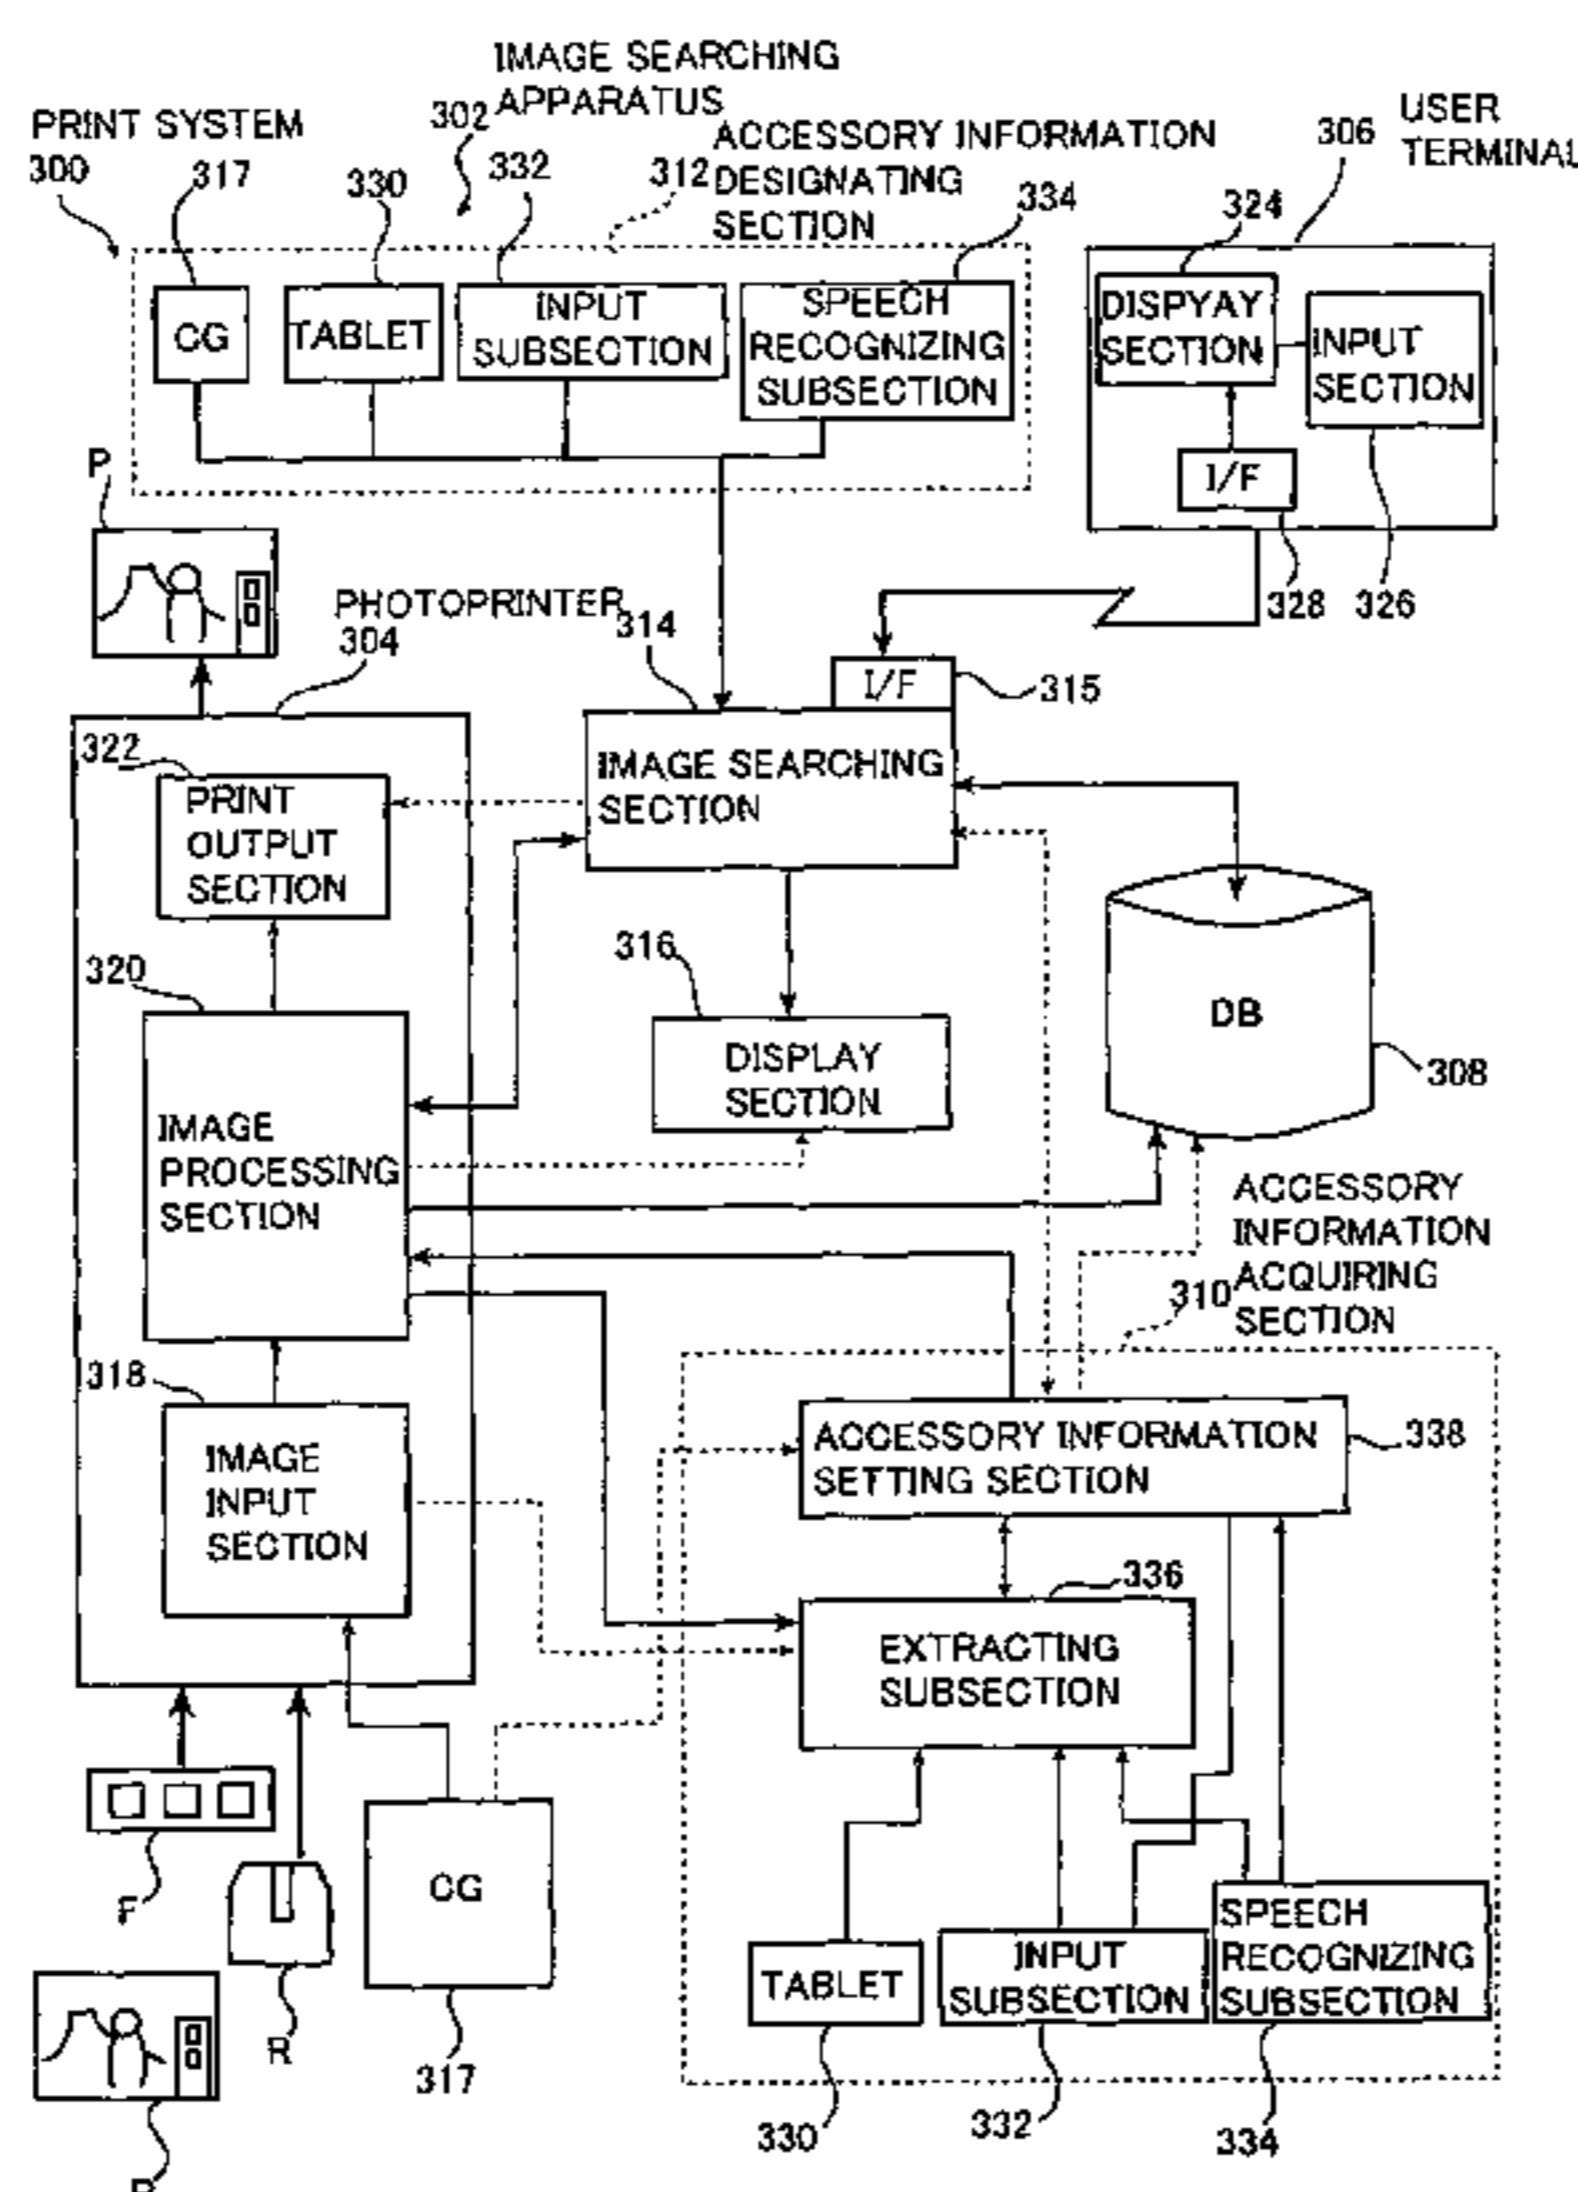 IMAGE SEARCHING
APPARATUS
302
PRINT SYSTEM
300
317
330
332
312
ACCESSORY INFORMATION
DESIGNATING
SECTION
334
306
USER
TERMINAL
324
CG
TABLET
INPUT
SUBSECTION
SPEECH
RECOGNIZING
SUBSECTION
DISPYAY
SECTION
INPUT
SECTION
I/F
328
326
P
PHOTOPRINTER
304
314
I/F
315
322
PRINT
OUTPUT
SECTION
IMAGE SEARCHING
SECTION
320
316
DISPLAY
SECTION
DB
308
IMAGE
PROCESSING
SECTION
ACCESSORY
INFORMATION
ACQUIRING
SECTION
310
318
IMAGE
INPUT
SECTION
ACCESSORY INFORMATION
SETTING SECTION
338
336
EXTRACTING
SUBSECTION
F
R
CG
317
TABLET
INPUT
SUBSECTION
SPEECH
RECOGNIZING
SUBSECTION
330
332
334